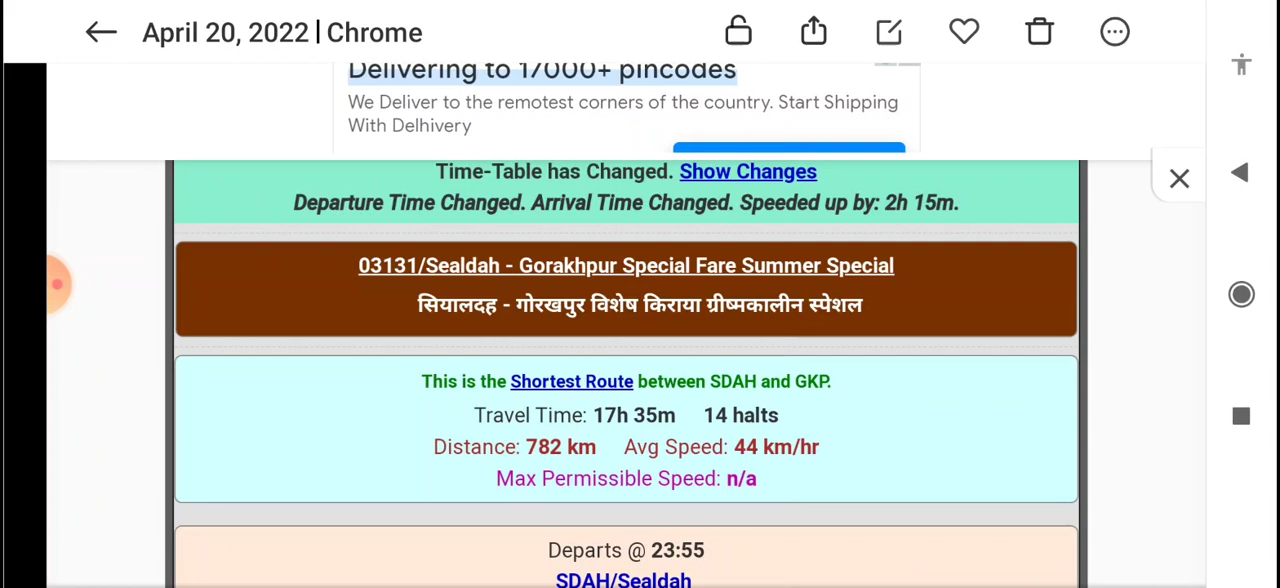 April 20, 2022 | Chrome
Delivering to 17000+ pincodes
We Deliver to the remotest corners of the country. Start Shipping
With Delhivery
Time-Table has Changed. Show Changes
Departure Time Changed. Arrival Time Changed. Speeded up by: 2h 15m.
03131/Sealdah - Gorakhpur Special Fare Summer Special
सियालदह - गोरखपुर विशेष किराया ग्रीष्मकालीन स्पेशल
This is the Shortest Route between SDAH and GKP.
Travel Time: 17h 35m 14 halts
Distance: 782 km Avg Speed: 44 km/hr
Max Permissible Speed: n/a
Departs @ 23:55
SDAH/Sealdah